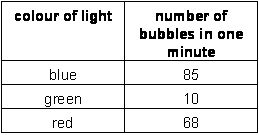 colour of light number of
bubbles in one
minute
blue 85
green 10
red 68